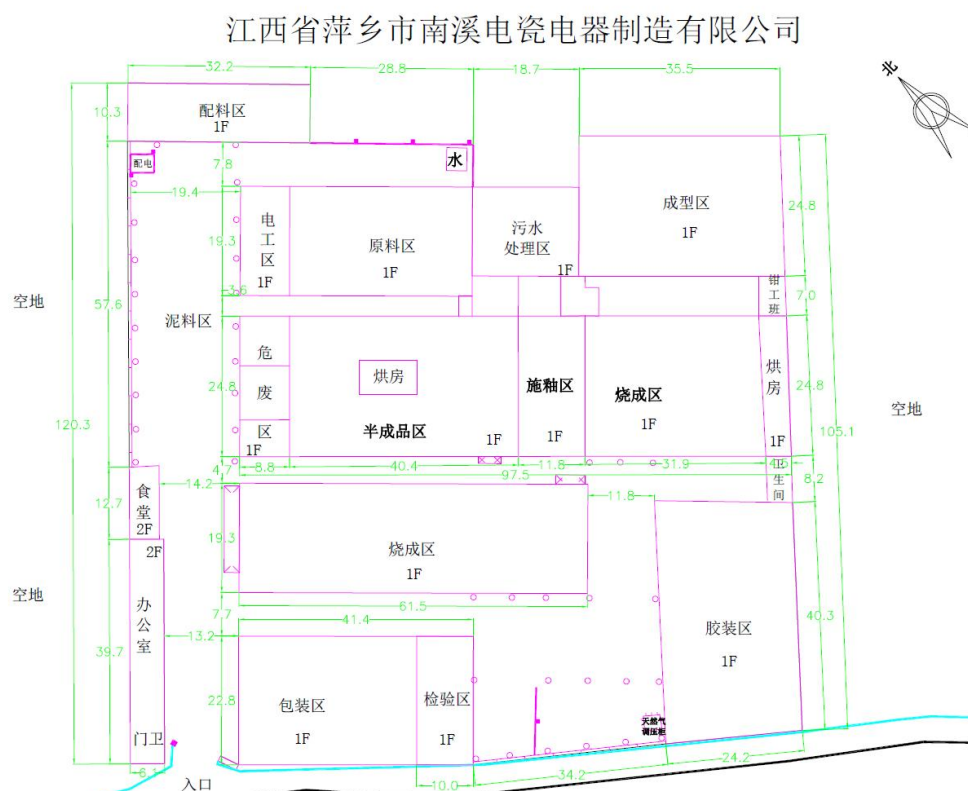 江西省萍乡市南溪电瓷电器制造有限公司
32.2
28.8
18.7
35.5
北
10.3
配料区
1F
配电
水
7.8
19.4
成型区
1F
24.8
电工区
1F
19.3
原料区
1F
污水
处理区
1F
3.6
钳工班
7.0
空地
57.6
泥料区
危废区
1F
24.8
烘房
半成品区
1F
施釉区
1F
烧成区
1F
烘房
1F
24.8
空地
120.3
105.1
8.8
40.4
11.8
31.9
4.5
97.5
4.7
14.2
11.8
卫生间
8.2
食堂
2F
12.7
19.3
烧成区
1F
61.5
2F
办公室
空地
7.7
13.2
41.4
胶装区
1F
40.3
39.7
22.8
包装区
1F
检验区
1F
天然气
调压柜
门卫
入口
10.0
34.2
24.2